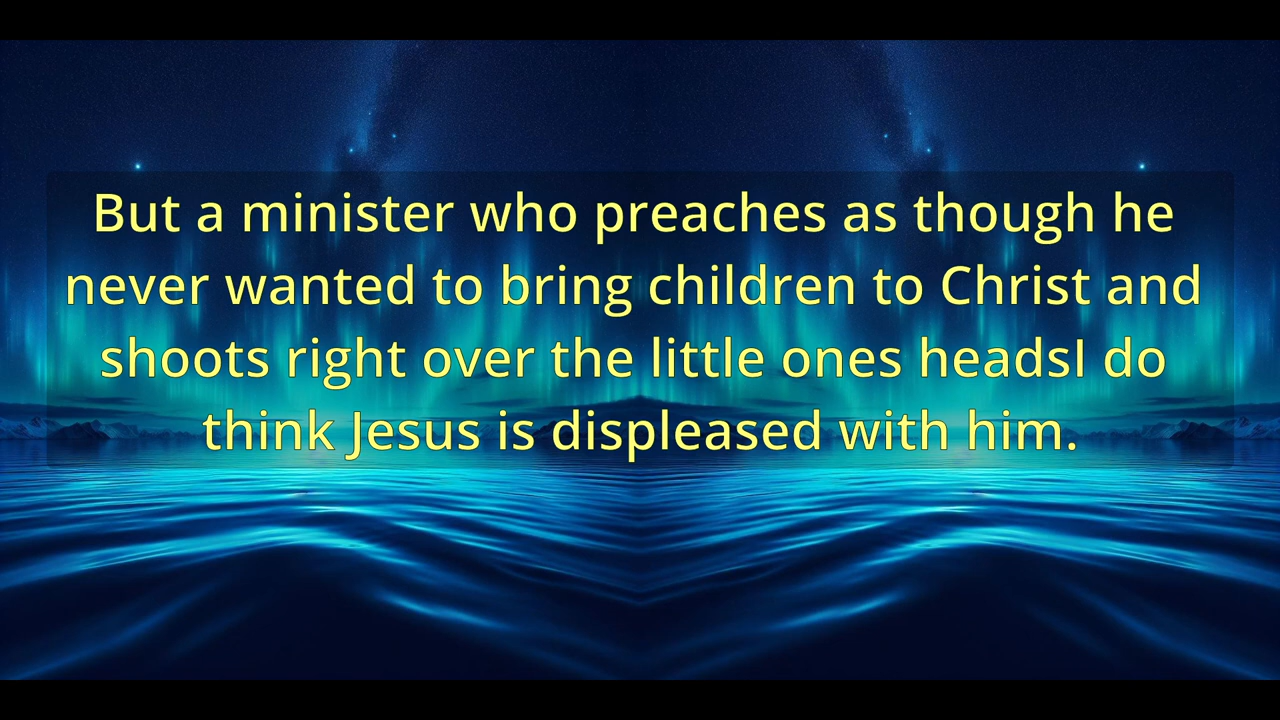 But a minister who preaches as though he
never wanted to bring children to Christ and
shoots right over the little ones headsI do
think Jesus is displeased with him.